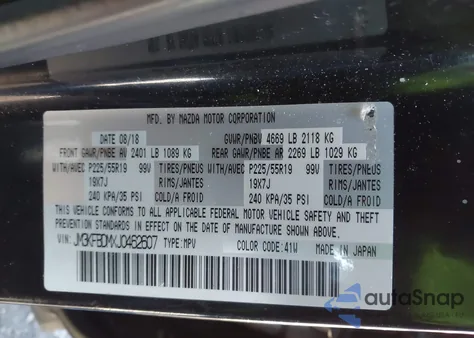 MFD. BY MAZDA MOTOR CORPORATION
DATE 08/18 GVWR/PNBV 4669 LB 2118 KG
FRONT GAWR/PNBE AV 2401 LB 1089 KG REAR GAWR/PNBE AR 2269 LB 1029 KG
WITH/AVEC P225/55R19 99V TIRES/PNEUS WITH/AVEC P225/55R19 99V TIRES/PNEUS
19X7J RIMS/JANTES 19X7J RIMS/JANTES
240 KPA/35 PSI COLD/A FROID 240 KPA/35 PSI COLD/A FROID
THIS VEHICLE CONFORMS TO ALL APPLICABLE FEDERAL MOTOR VEHICLE SAFETY AND THEFT
PREVENTION STANDARDS IN EFFECT ON THE DATE OF MANUFACTURE SHOWN ABOVE.
VIN: TYPE: MPV COLOR CODE: 41W MADE IN JAPAN
autoSnap